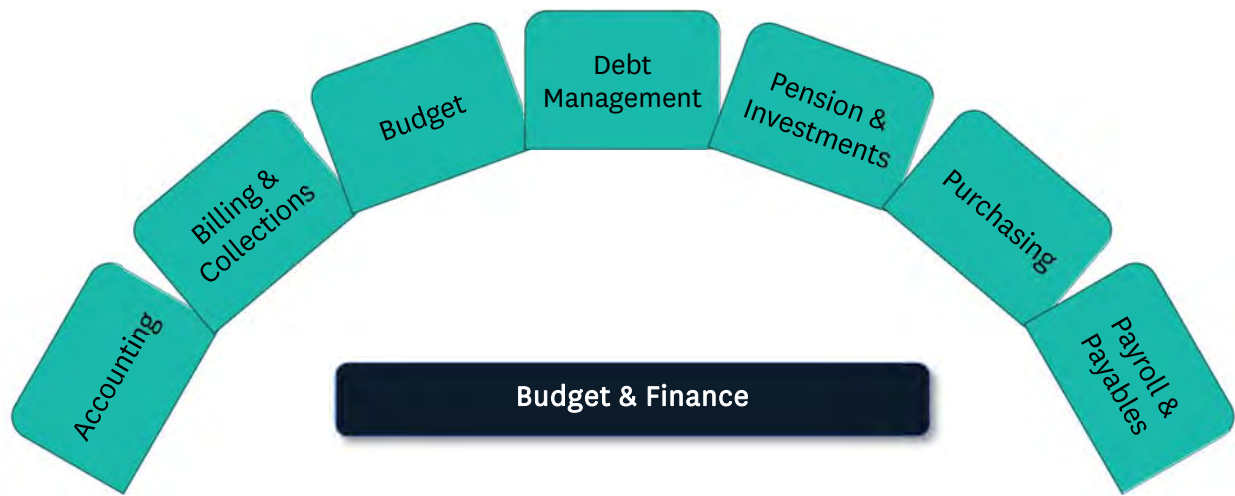 Accounting
Billing &
Collections
Budget
Debt
Management
Pension &
Investments
Purchasing
Payroll &
Payables
Budget & Finance